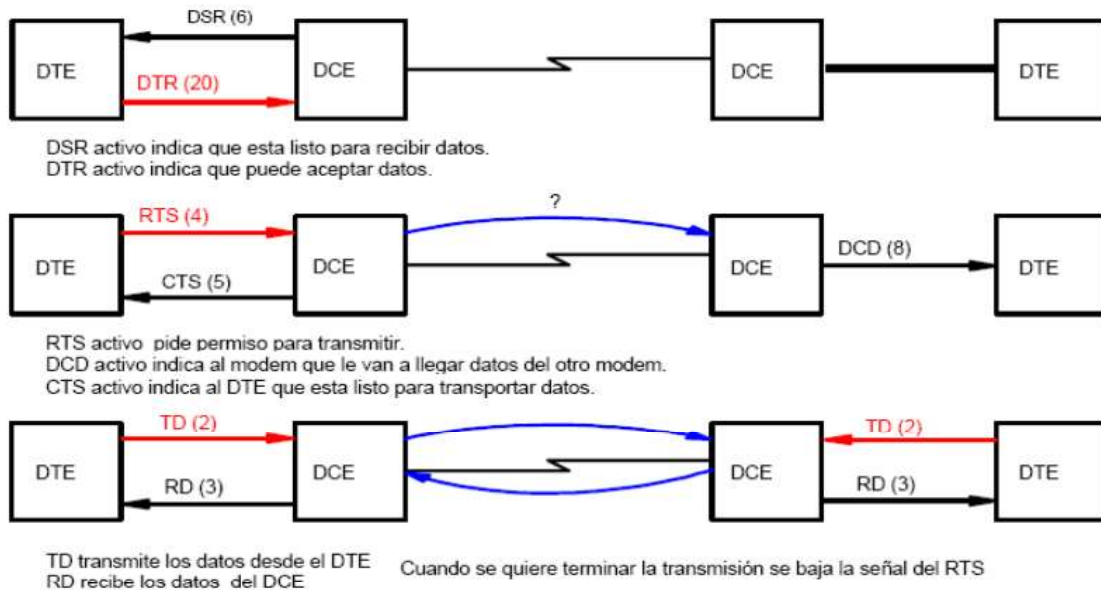 DSR (6)
DTE DCE DCE DTE
DTR (20)
DSR activo indica que esta listo para recibir datos.
DTR activo indica que puede aceptar datos.
?
RTS (4)
DTE DCE DCE DCD (8) DTE
CTS (5)
RTS activo pide permiso para transmitir.
DCD activo indica al modem que le van a llegar datos del otro modem.
CTS activo indica al DTE que esta listo para transportar datos.
TD (2) TD (2)
DTE DCE DCE DTE
RD (3) RD (3)
TD transmite los datos desde el DTE
RD recibe los datos del DCE
Cuando se quiere terminar la transmisión se baja la señal del RTS